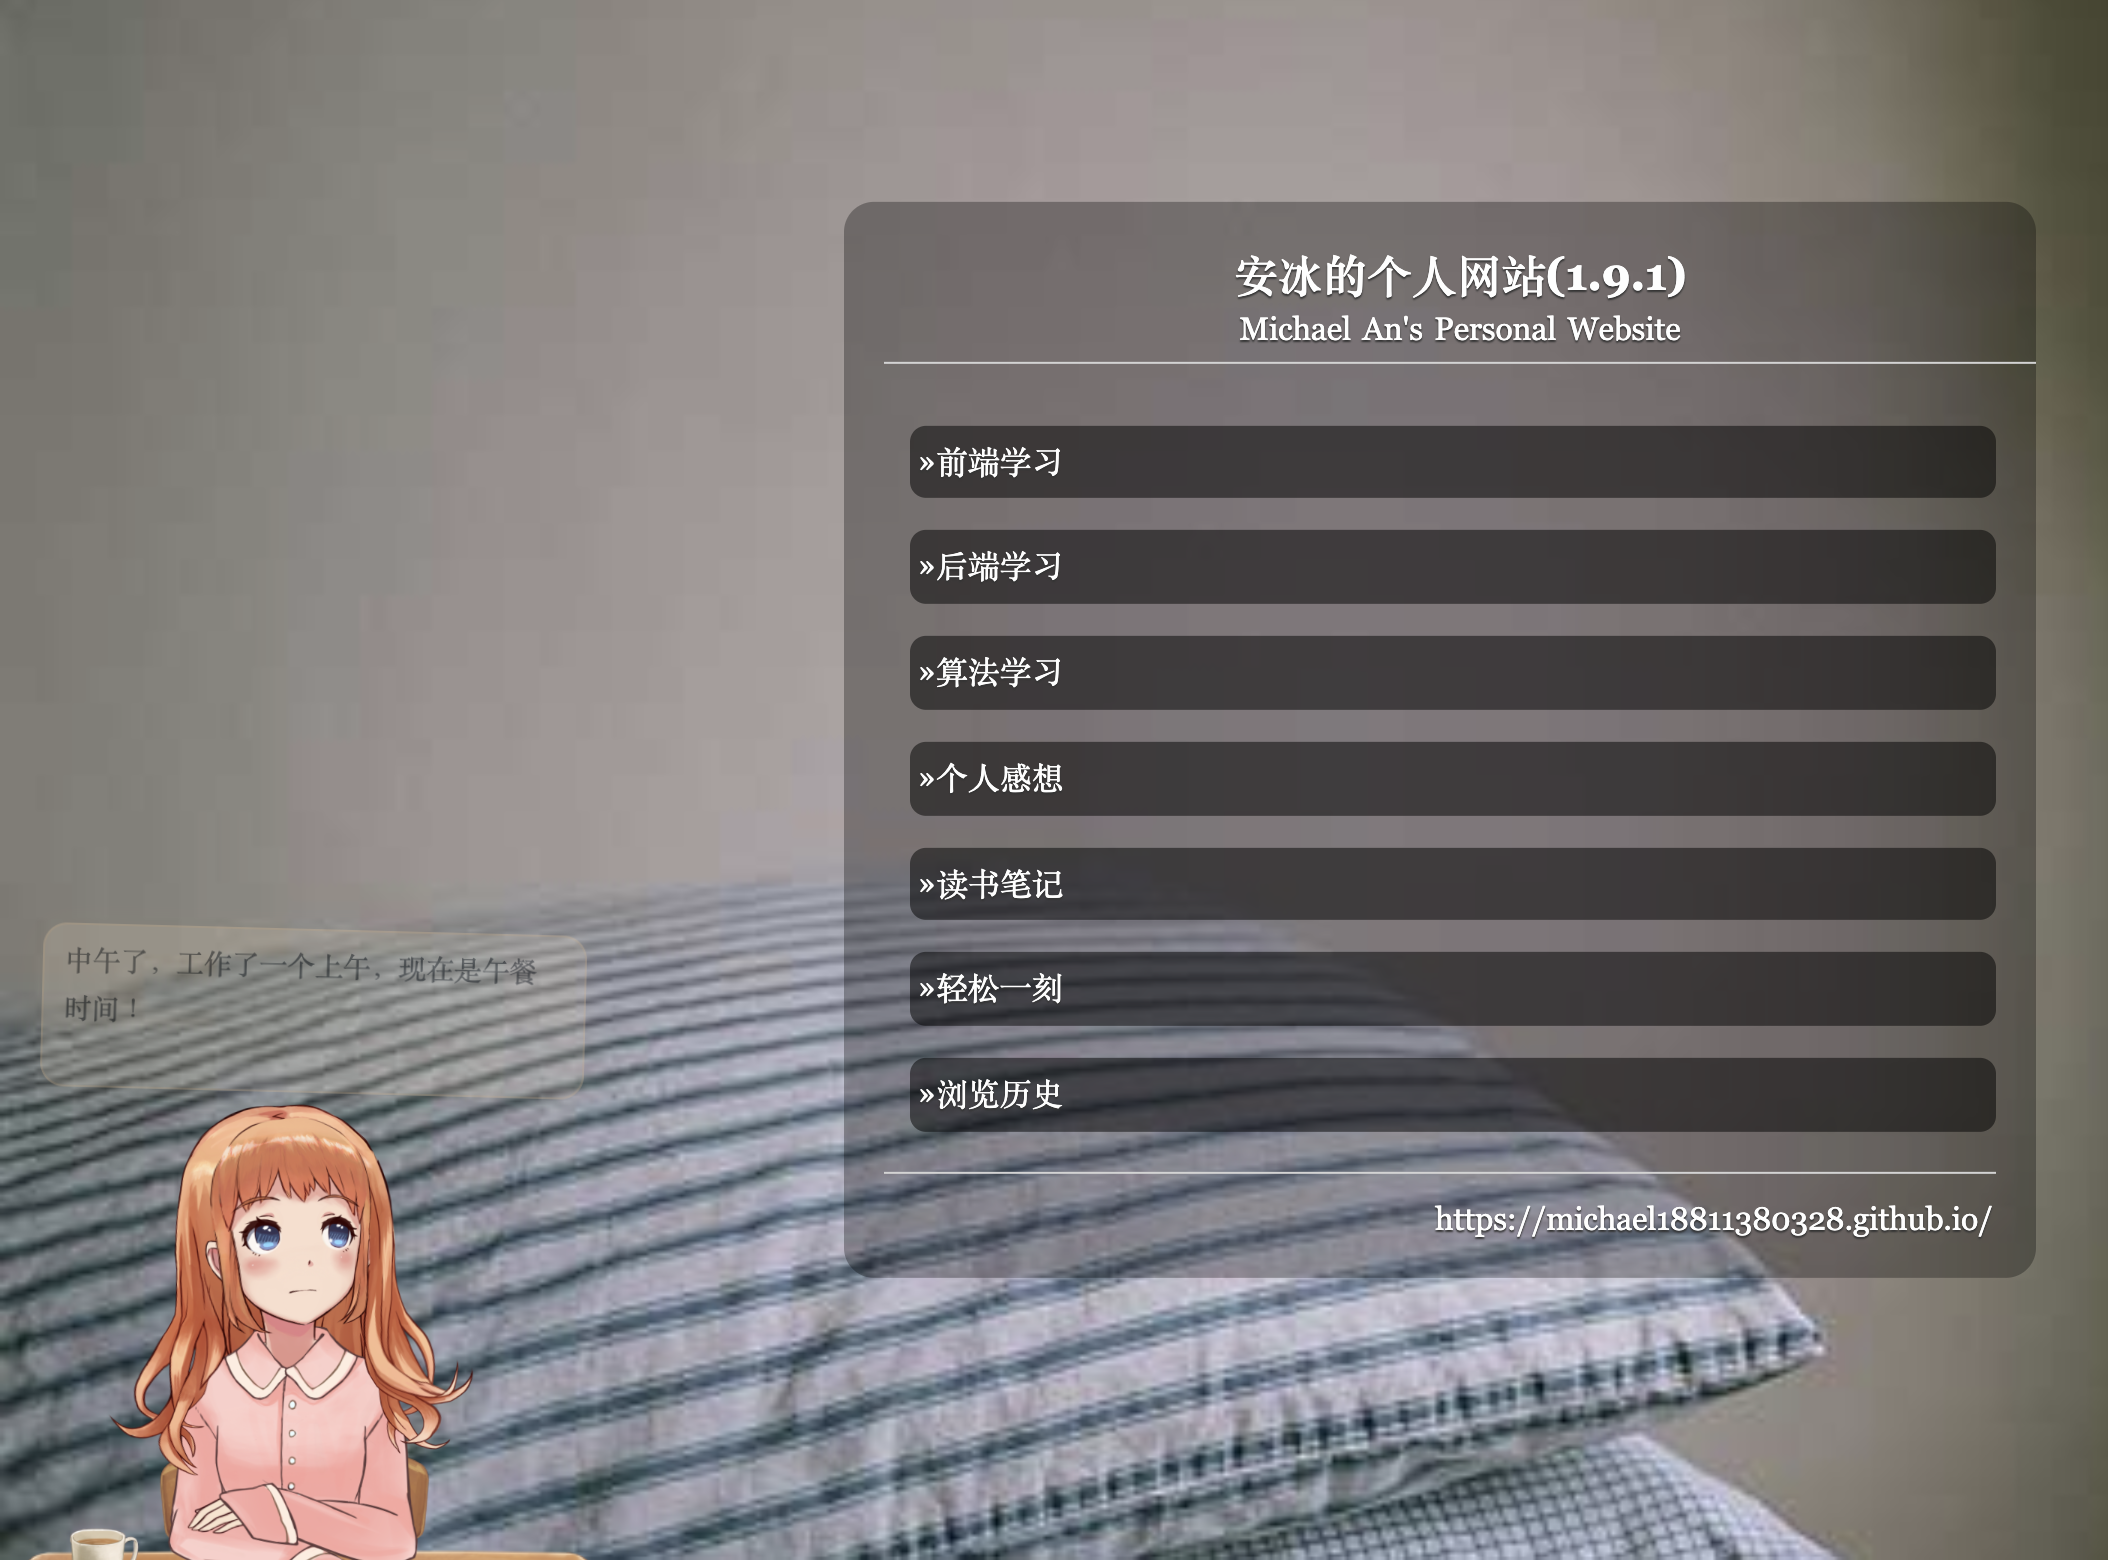 安冰的个人网站(1.9.1)
Michael An's Personal Website
»前端学习
»后端学习
»算法学习
»个人感想
»读书笔记
»轻松一刻
»浏览历史
https://michael18811380328.github.io/
中午了，工作了一个上午，现在是午餐
时间！